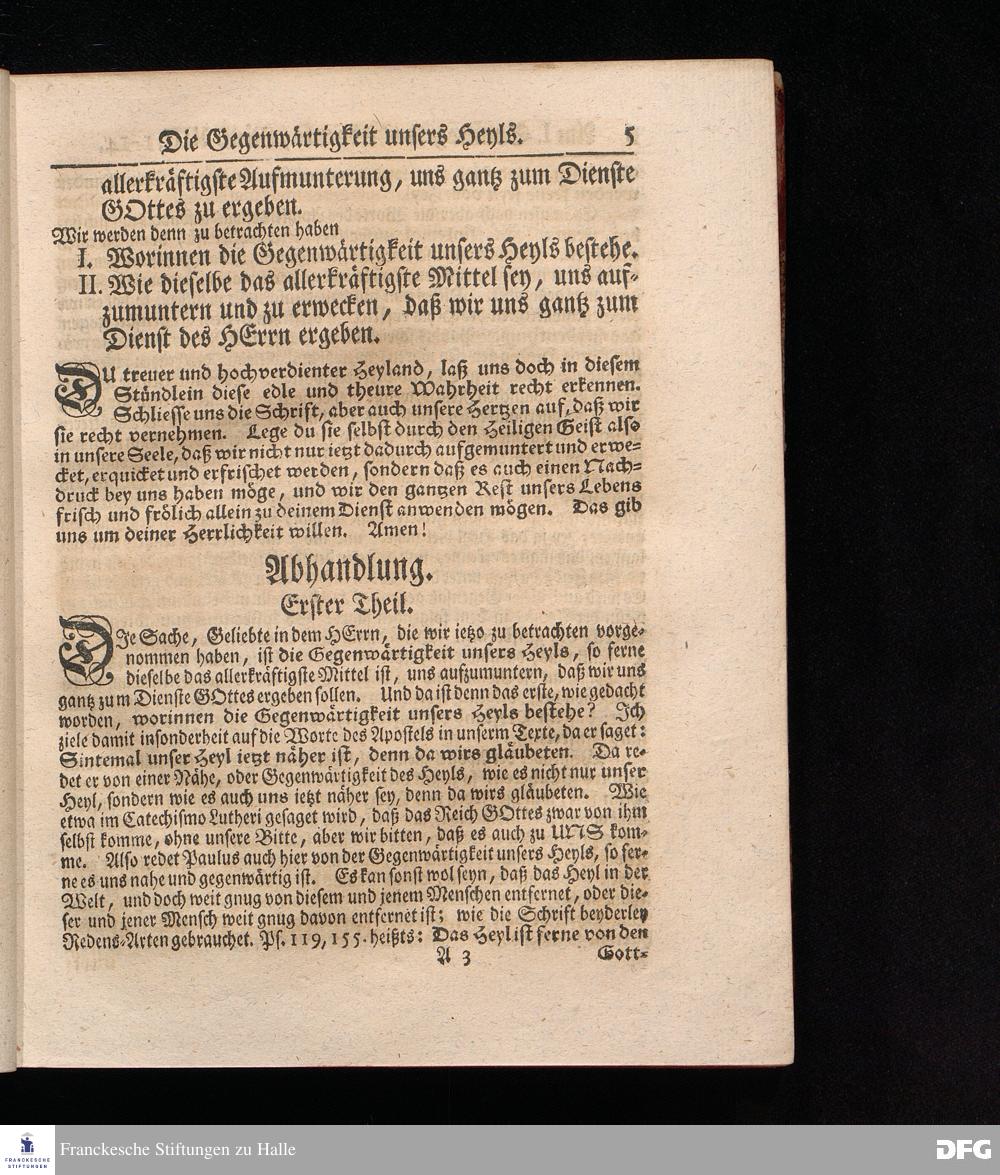 Die Gegenwärtigkeit unsers Heyls. 5
allerkräftigste Aufmunterung, uns gantz zum Dienste
GOttes zu ergeben.
Wir werden denn zu betrachten haben
I. Worinnen die Gegenwärtigkeit unsers Heyls bestehe.
II. Wie dieselbe das allerkräftigste Mittel sey, uns auf-
zumuntern und zu erwecken, daß wir uns gantz zum
Dienst des HErrn ergeben.
DU treuer und hochverdienter Heyland, laß uns doch in diesem
Stündlein diese edle und theure Wahrheit recht erkennen.
Schliesse uns die Schrift, aber auch unsere Hertzen auf, daß wir
sie recht vernehmen. Lege du sie selbst durch den Heiligen Geist also
in unsere Seele, daß wir nicht nur ietzt dadurch aufgemuntert und erwe-
cket, erquicket und erfrischet werden, sondern daß es auch einen Nach-
druck bey uns haben möge, und wir den gantzen Rest unsers Lebens
frisch und frölich allein zu deinem Dienst anwenden mögen. Das gib
uns um deiner Herrlichkeit willen. Amen!
Abhandlung.
Erster Theil.
DIe Sache, Geliebte in dem HErrn, die wir ietzo zu betrachten vorge-
nommen haben, ist die Gegenwärtigkeit unsers Heyls, so ferne
dieselbe das allerkräftigste Mittel ist, uns aufzumuntern, daß wir uns
gantz zum Dienste GOttes ergeben sollen. Und da ist denn das erste, wie gedacht
worden, worinnen die Gegenwärtigkeit unsers Heyls bestehe? Ich
ziele damit insonderheit auf die Worte des Apostels in unserm Texte, da er saget:
Sintemal unser Heyl ietzt näher ist, denn da wirs gläubeten. Da re-
det er von einer Nähe, oder Gegenwärtigkeit des Heyls, wie es nicht nur unser
Heyl, sondern wie es auch uns ietzt näher sey, denn da wirs gläubeten. Wie
etwa im Catechismo Lutheri gesaget wird, daß das Reich GOttes zwar von ihm
selbst komme, ohne unsere Bitte, aber wir bitten, daß es auch zu UNS kom-
me. Also redet Paulus auch hier von der Gegenwärtigkeit unsers Heyls, so fer-
ne es uns nahe und gegenwärtig ist. Es kan sonst wol seyn, daß das Heyl in der
Welt, und doch weit gnug von diesem und jenem Menschen entfernet, oder die-
ser und jener Mensch weit gnug davon entfernet ist; wie die Schrift beyderley
Redens-Arten gebrauchet. Ps. 119, 155. heißts: Das Heyl ist ferne von den
A 3 Gott-
FRANCKESCHE
STIFTUNGEN
Franckesche Stiftungen zu Halle
DFG